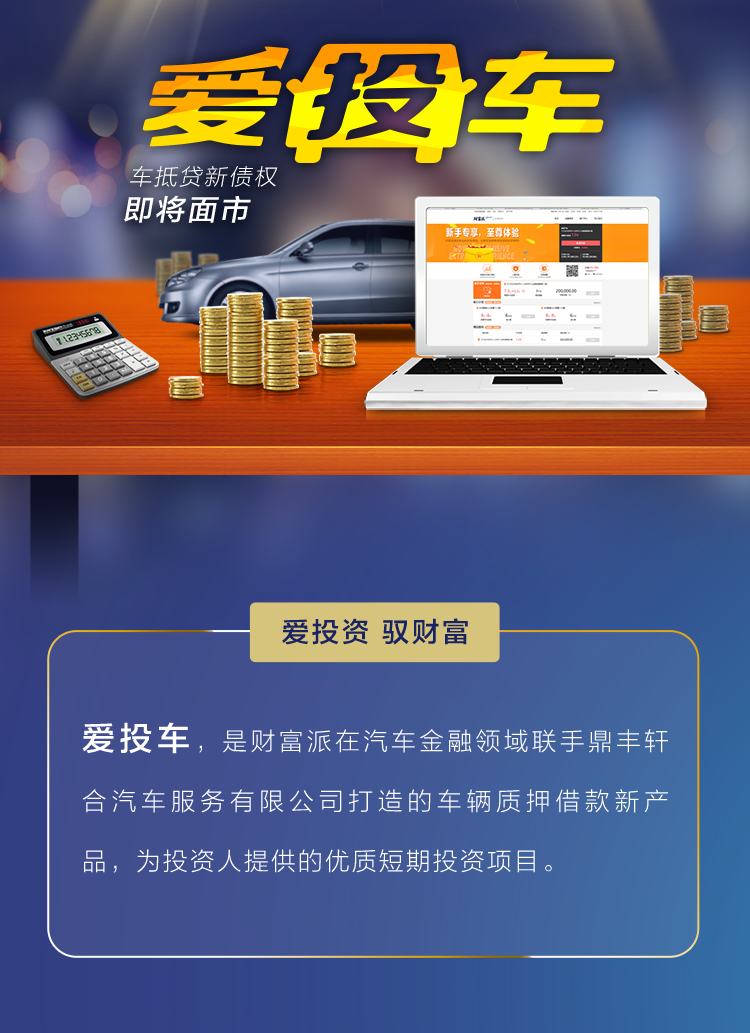 爱投车
车抵贷新债权
即将面市
新手专享，至尊体验
200,000.00
12345678
爱投资 驭财富
爱投车，是财富派在汽车金融领域联手鼎丰轩
合汽车服务有限公司打造的车辆质押借款新产
品，为投资人提供的优质短期投资项目。